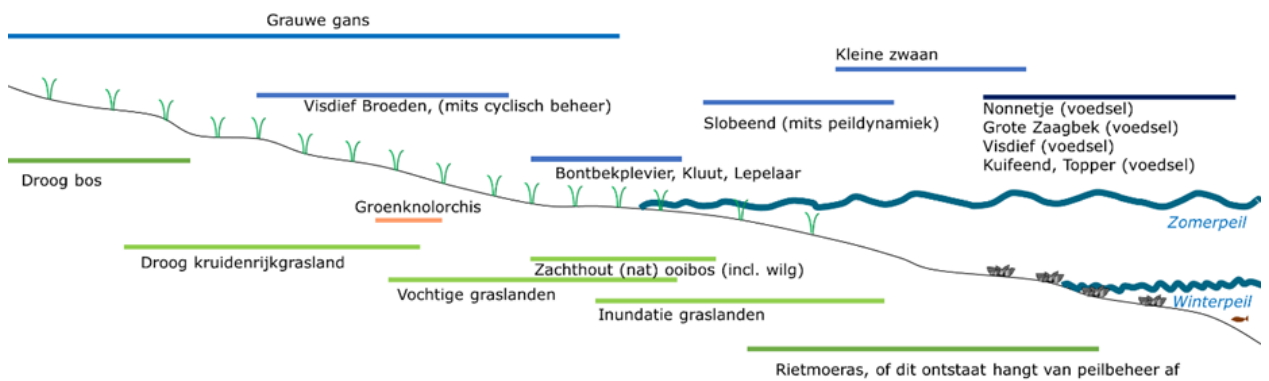 Grauwe gans
Kleine zwaan
Visdief Broeden, (mits cyclisch beheer)
Slobeend (mits peildynamiek)
Nonnetje (voedsel)
Grote Zaagbek (voedsel)
Visdief (voedsel)
Kuifeend, Topper (voedsel)
Droog bos
Bontbekplevier, Kluut, Lepelaar
Groenknolorchis
Zomerpeil
Droog kruidenrijkgrasland
Zachthout (nat) ooibos (incl. wilg)
Vochtige graslanden
Inundatie graslanden
Winterpeil
Rietmoeras, of dit ontstaat hangt van peilbeheer af